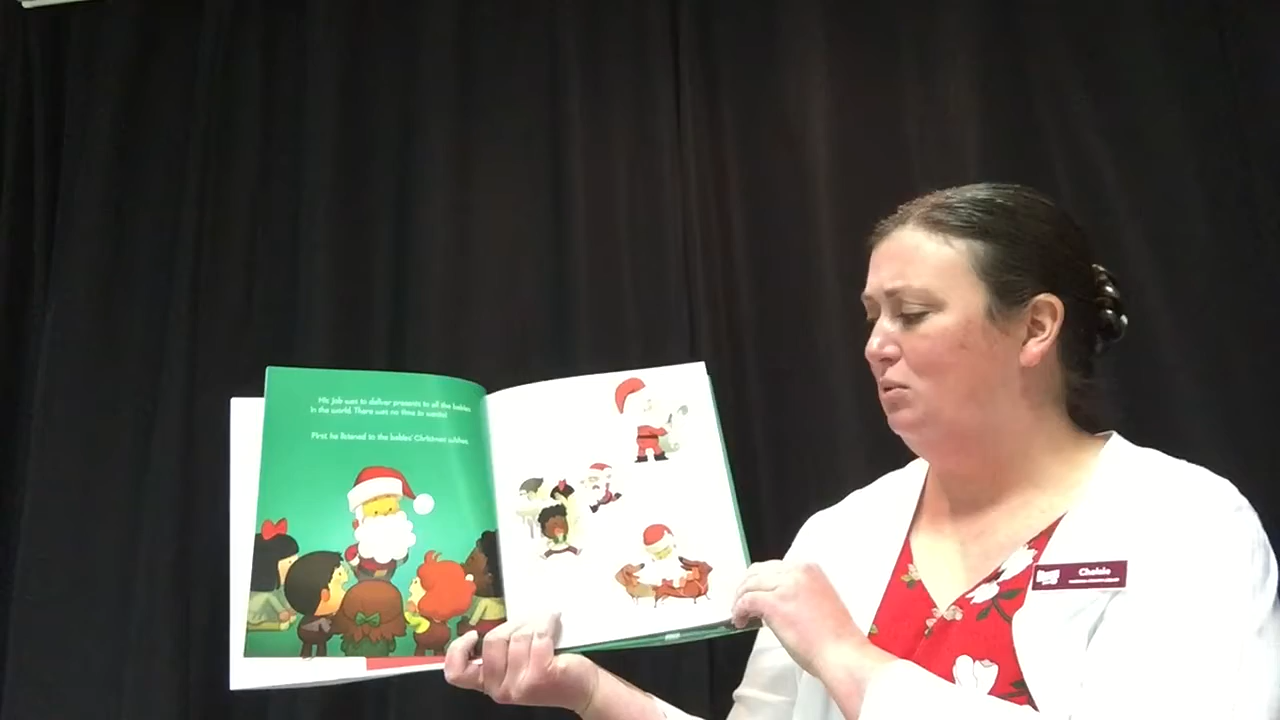 His job was to deliver presents to all the babies
in the world. There was no time to waste!
First he listened to the babies' Christmas wishes.